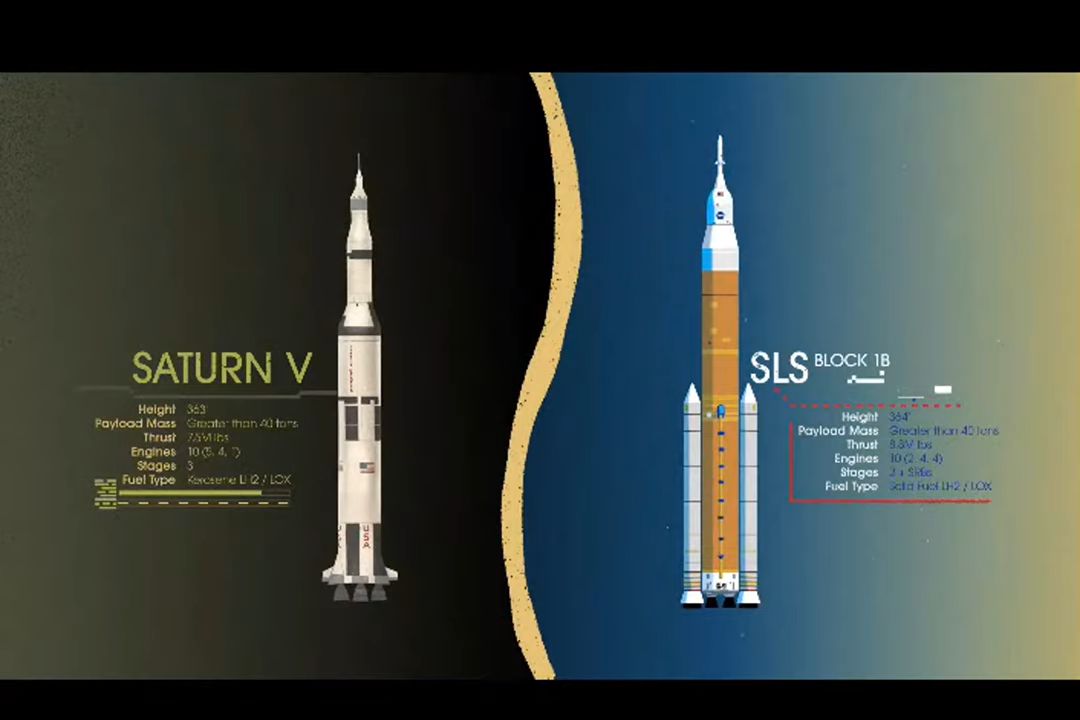 SATURN V
Height 363'
Payload Mass Greater than 40 tons
Thrust 7.5M lbs
Engines 10 (5, 4, 1)
Stages 3
Fuel Type Kerosene LH2 / LOX
USA
SLS BLOCK 1B
Height 364'
Payload Mass Greater than 40 tons
Thrust 8.8M lbs
Engines 10 (2, 4, 4)
Stages 2 + SRBs
Fuel Type Solid Fuel LH2 / LOX